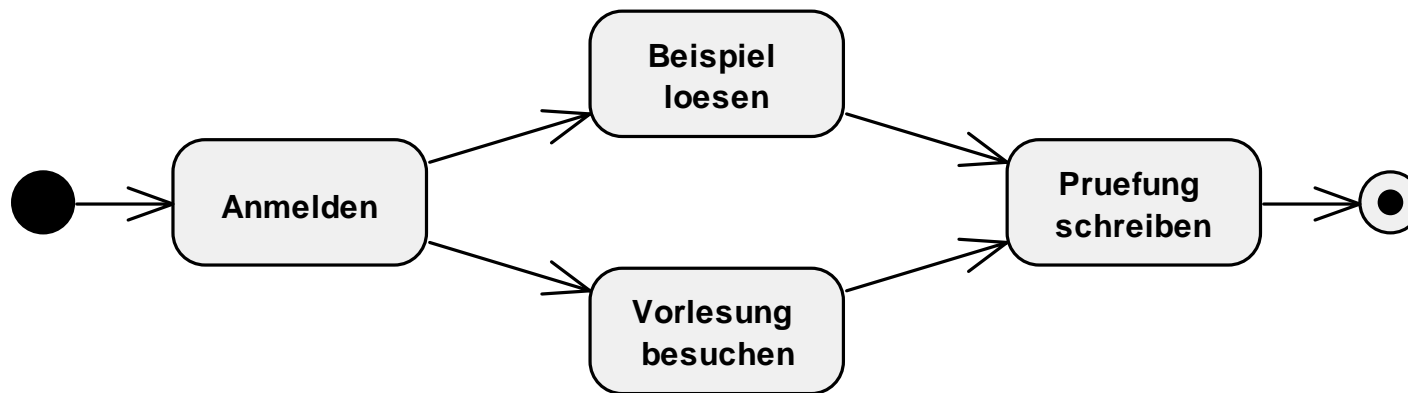 Anmelden
Beispiel
loesen
Vorlesung
besuchen
Pruefung
schreiben